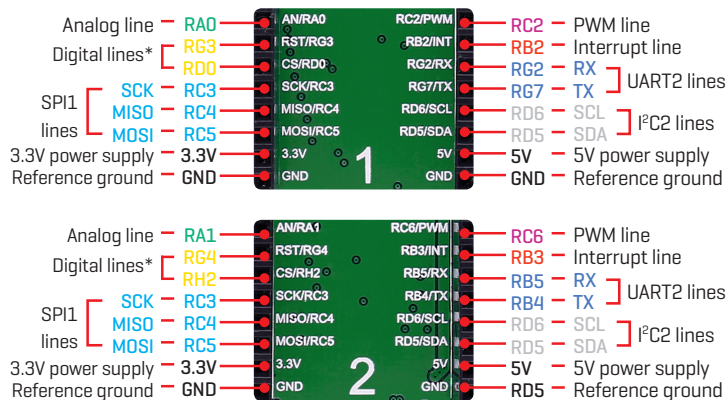 Analog line – RA0 AN/RA0 RC2/PWM RC2 – PWM line
Digital lines* RG3 RST/RG3 RB2/INT RB2 – Interrupt line
RD0 CS/RD0 RG2/RX RG2 – RX UART2 lines
SPI1 lines SCK RC3 SCK/RC3 RG7/TX RG7 – TX
MISO RC4 MISO/RC4 RD6/SCL RD6 – SCL I²C2 lines
MOSI RC5 MOSI/RC5 RD5/SDA RD5 – SDA
3.3V power supply – 3.3V 3.3V 5V 5V – 5V power supply
Reference ground – GND GND 1 GND GND – Reference ground
Analog line – RA1 AN/RA1 RC6/PWM RC6 – PWM line
Digital lines* RG4 RST/RG4 RB3/INT RB3 – Interrupt line
RH2 CS/RH2 RB5/RX RB5 – RX UART2 lines
SPI1 lines SCK RC3 SCK/RC3 RB4/TX RB4 – TX
MISO RC4 MISO/RC4 RD6/SCL RD6 – SCL I²C2 lines
MOSI RC5 MOSI/RC5 RD5/SDA RD5 – SDA
3.3V power supply – 3.3V 3.3V 5V 5V – 5V power supply
Reference ground – GND GND 2 GND RD5 – Reference ground